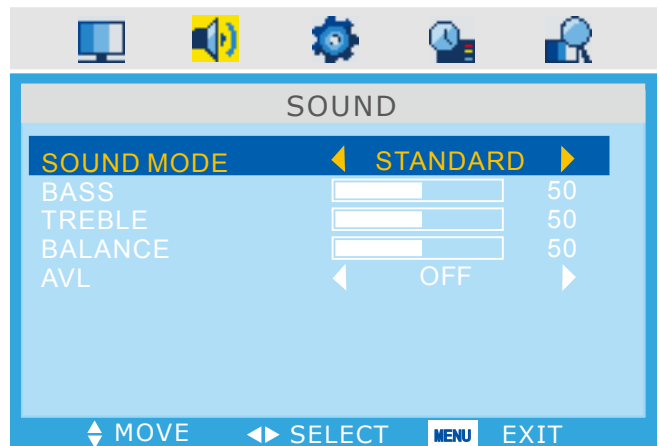 SOUND
SOUND MODE STANDARD
BASS 50
TREBLE 50
BALANCE 50
AVL OFF
MOVE SELECT MENU EXIT